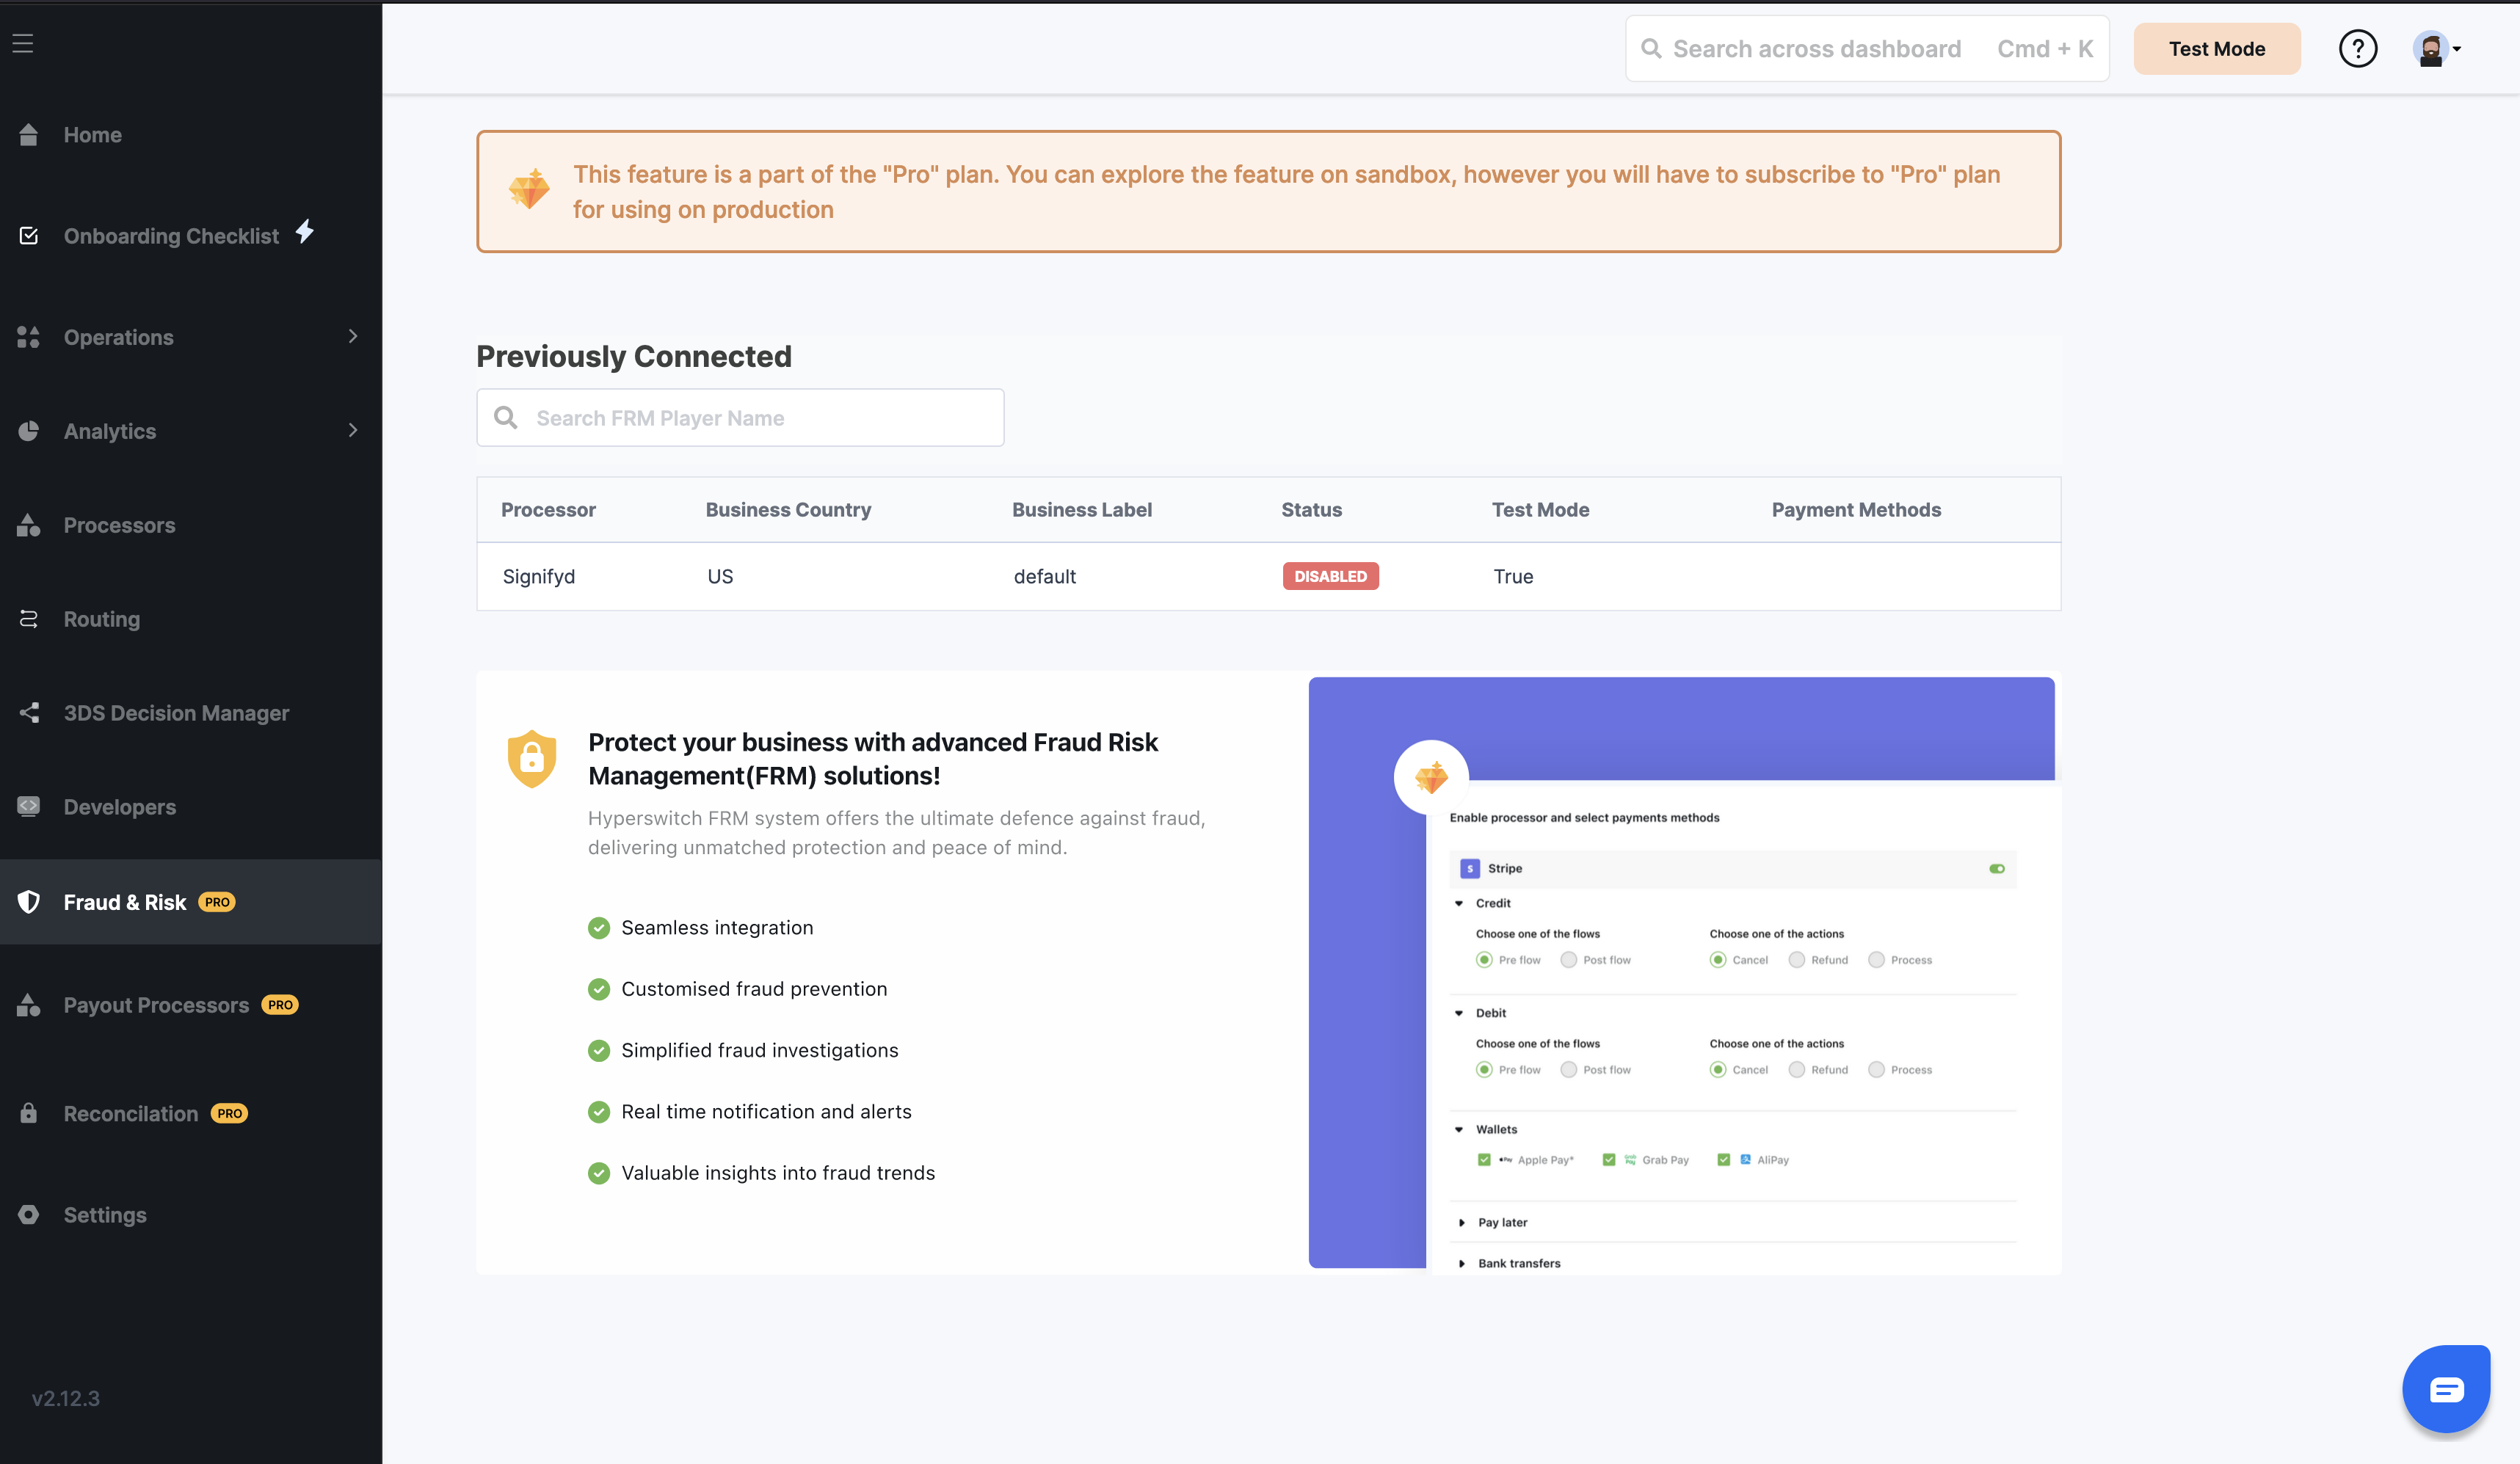 Search across dashboard Cmd + K
Test Mode
Home
Onboarding Checklist
Operations
Analytics
Processors
Routing
3DS Decision Manager
Developers
Fraud & Risk PRO
Payout Processors PRO
Reconcilation PRO
Settings
v2.12.3
This feature is a part of the "Pro" plan. You can explore the feature on sandbox, however you will have to subscribe to "Pro" plan
for using on production
Previously Connected
Search FRM Player Name
Processor Business Country Business Label Status Test Mode Payment Methods
Signifyd US default DISABLED True
Protect your business with advanced Fraud Risk
Management(FRM) solutions!
Hyperswitch FRM system offers the ultimate defence against fraud,
delivering unmatched protection and peace of mind.
Seamless integration
Customised fraud prevention
Simplified fraud investigations
Real time notification and alerts
Valuable insights into fraud trends
Enable processor and select payments methods
S Stripe
Credit
Choose one of the flows Choose one of the actions
Pre flow Post flow Cancel Refund Process
Debit
Choose one of the flows Choose one of the actions
Pre flow Post flow Cancel Refund Process
Wallets
Apple Pay* Grab Pay AliPay
Pay later
Bank transfers